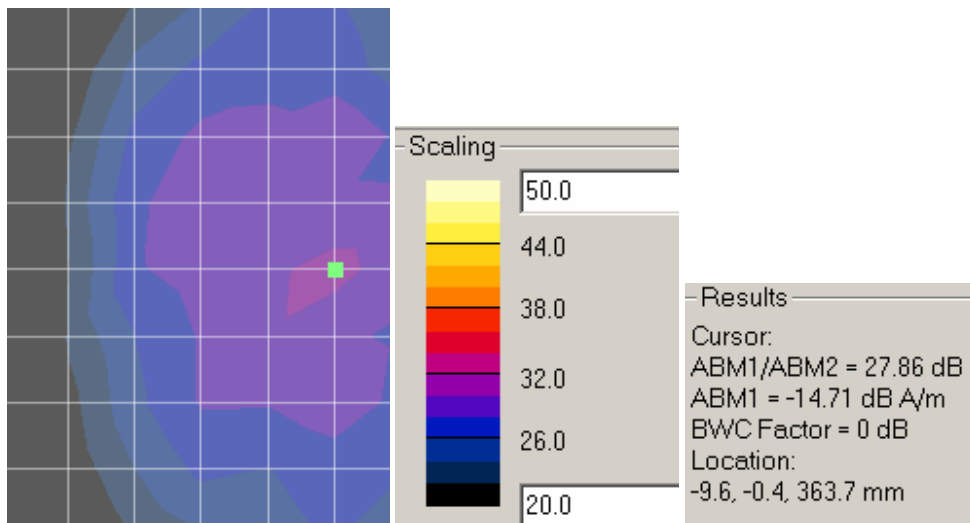 Scaling
50.0
44.0
38.0
32.0
26.0
20.0
Results
Cursor:
ABM1/ABM2 = 27.86 dB
ABM1 = -14.71 dB A/m
BWC Factor = 0 dB
Location:
-9.6, -0.4, 363.7 mm